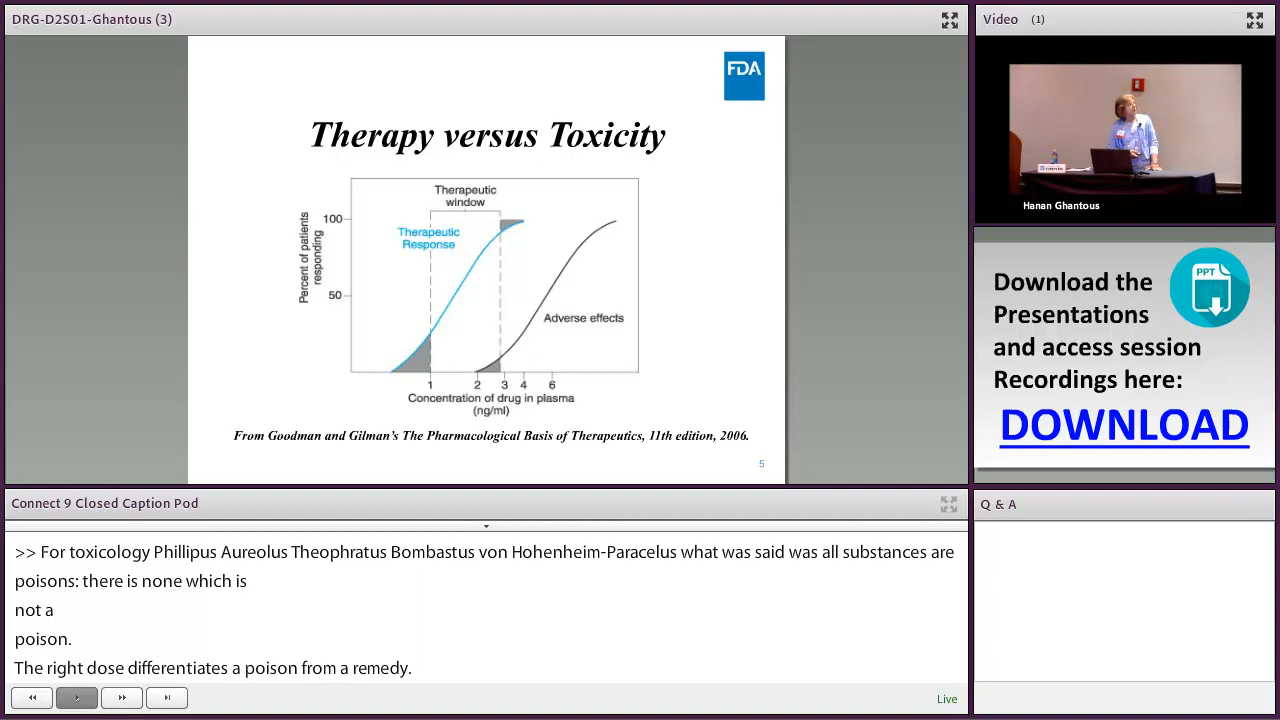 DRG-D2S01-Ghantous (3)
FDA
Therapy versus Toxicity
Therapeutic
window
100
Therapeutic
Response
Percent of patients
responding
50
Adverse effects
1 2 3 4 6
Concentration of drug in plasma
(ng/ml)
From Goodman and Gilman's The Pharmacological Basis of Therapeutics, 11th edition, 2006.
5
Video (1)
Hanan Ghantous
PPT
Download the
Presentations
and access session
Recordings here:
DOWNLOAD
Connect 9 Closed Caption Pod
>> For toxicology Phillipus Aureolus Theophratus Bombastus von Hohenheim-Paracelus what was said was all substances are
poisons: there is none which is
not a
poison.
The right dose differentiates a poison from a remedy.
Live
Q & A